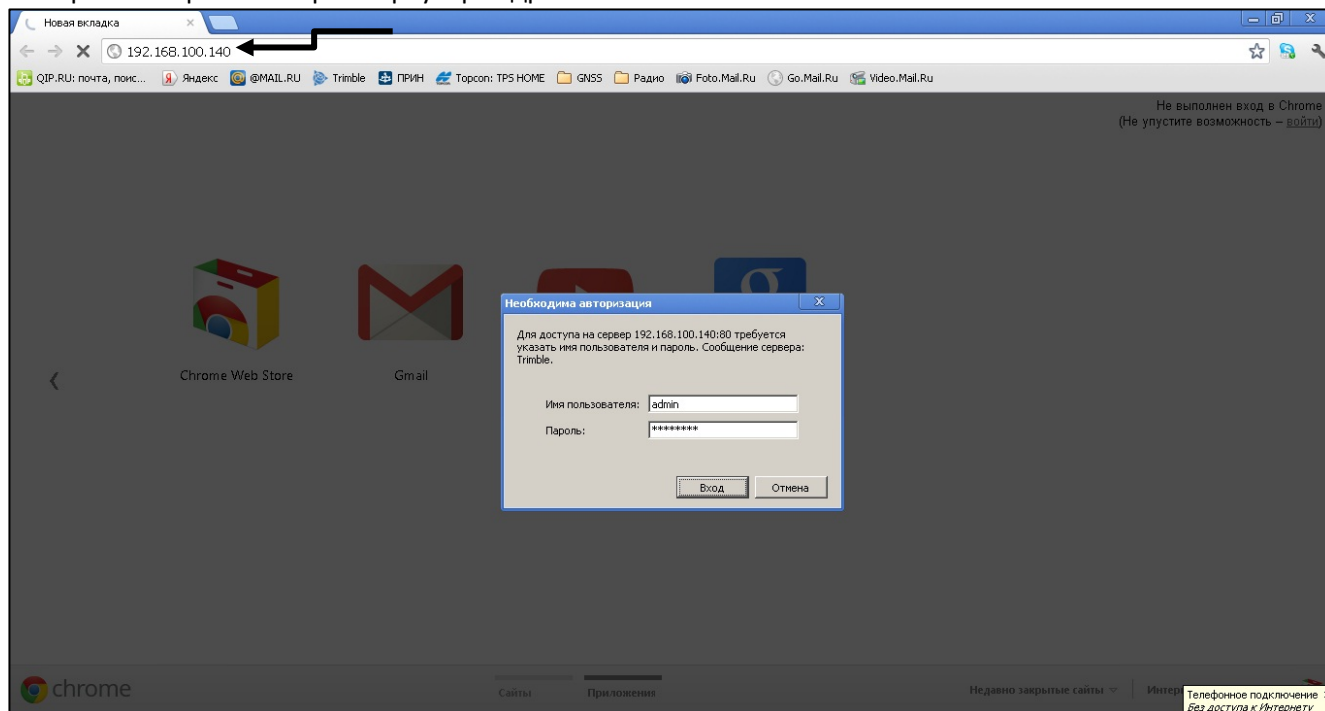 Новая вкладка
192.168.100.140
QIP.RU: почта, поис... Яндекс @MAIL.RU Trimble ПРИН Topcon: TPS HOME GNSS Радио Foto.Mail.Ru Go.Mail.Ru Video.Mail.Ru
Не выполнен вход в Chrome
(Не упустите возможность – войти)
Необходима авторизация
Для доступа на сервер 192.168.100.140:80 требуется
указать имя пользователя и пароль. Сообщение сервера:
Trimble.
Chrome Web Store Gmail
Имя пользователя: admin
Пароль: ********
Вход Отмена
chrome Сайты Приложения Недавно закрытые сайты
Телефонное подключение
Без доступа к Интернету